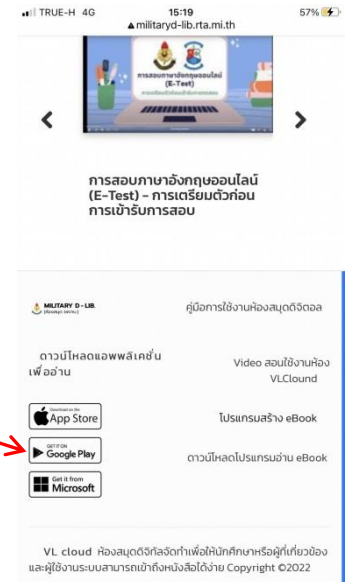 TRUE-H 4G 15:19 57%
militaryd-lib.rta.mi.th
การสอบภาษาอังกฤษออนไลน์
(E-Test)
การสอบภาษาอังกฤษออนไลน์
(E-Test) – การเตรียมตัวก่อน
การเข้ารับการสอบ
MILITARY D - LIB.
คู่มือการใช้งานห้องสมุดดิจิตอล
ดาวน์โหลดแอพพลิเคชั่น
เพื่ออ่าน
Video สอนใช้งานห้อง
VLClound
Download on the
App Store
โปรแกรมสร้าง eBook
GET IT ON
Google Play
ดาวน์โหลดโปรแกรมอ่าน eBook
Get it from
Microsoft
VL cloud ห้องสมุดดิจิทัลจัดทำเพื่อให้นักศึกษาหรือผู้ที่เกี่ยวข้อง
และผู้ใช้งานระบบสามารถเข้าถึงหนังสือได้ง่าย Copyright ©2022